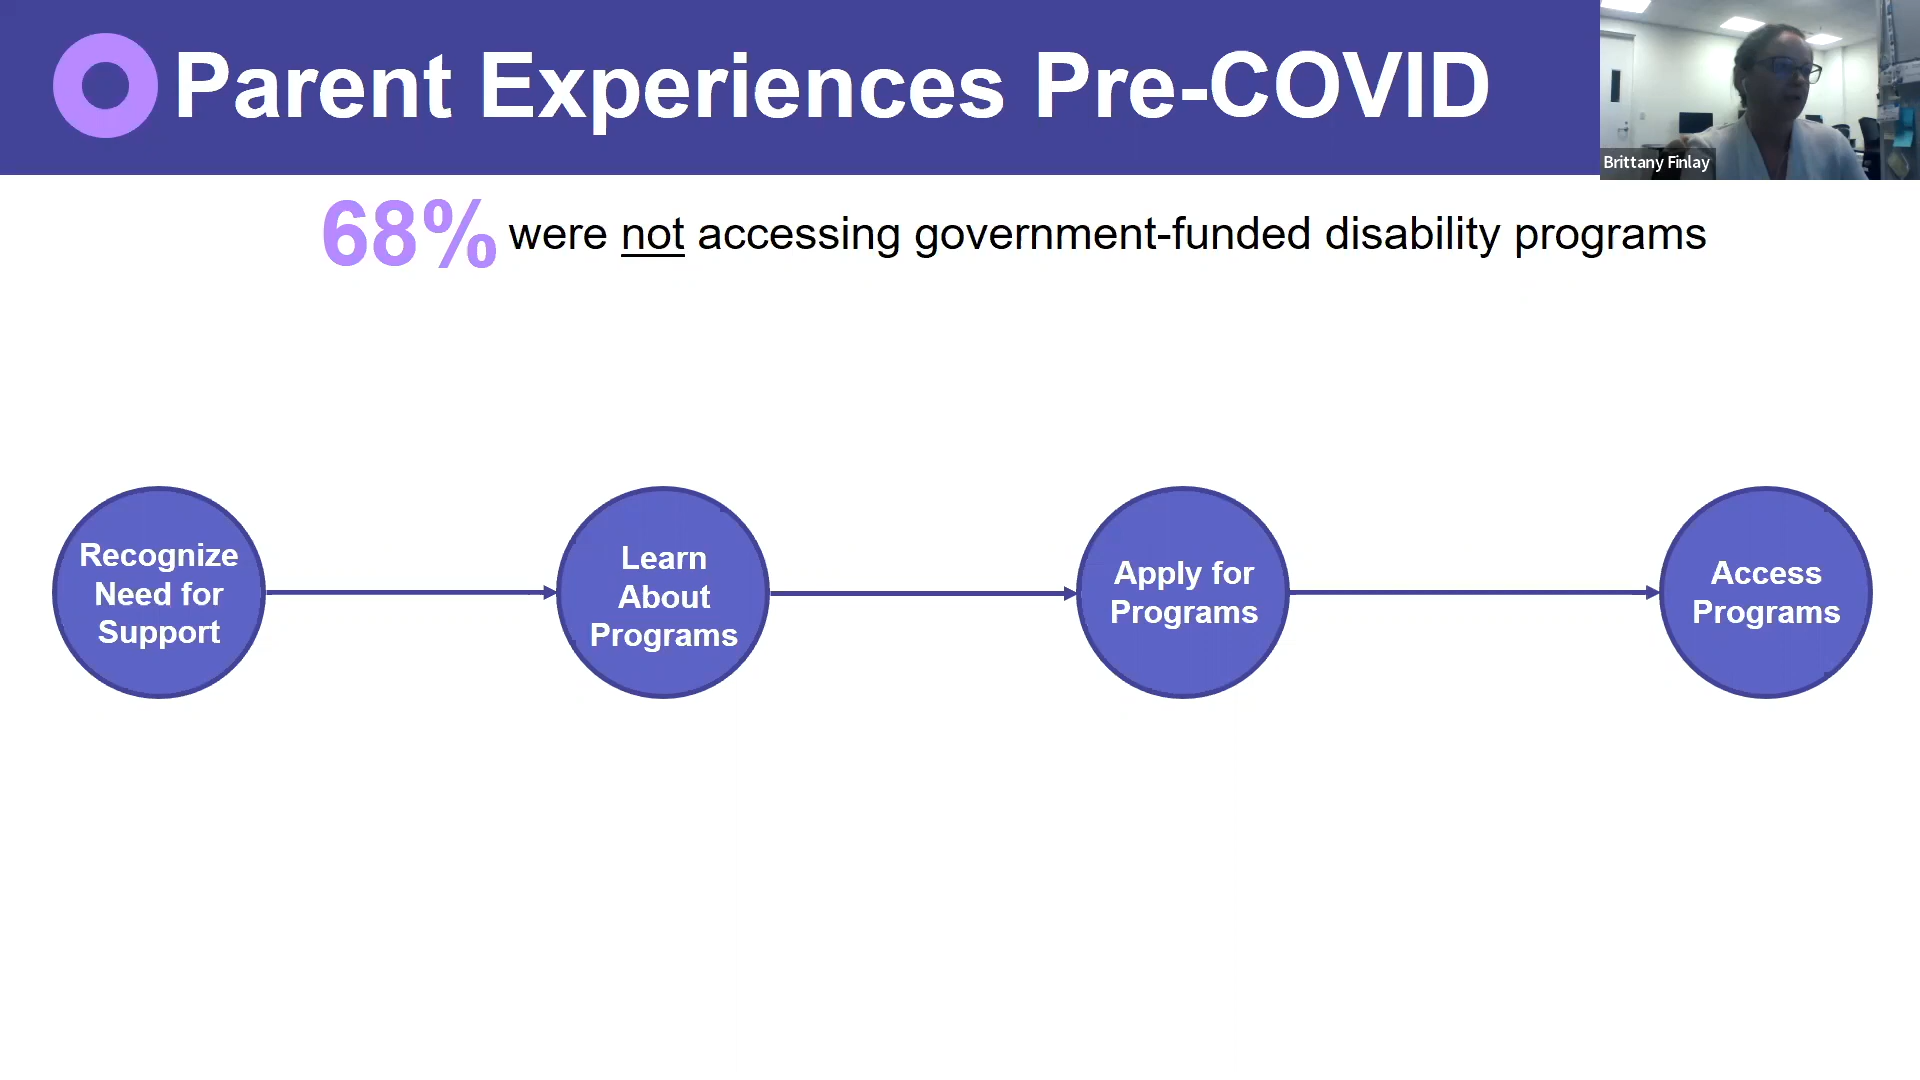 Parent Experiences Pre-COVID
Brittany Finlay
68% were not accessing government-funded disability programs
Recognize
Need for
Support
Learn
About
Programs
Apply for
Programs
Access
Programs